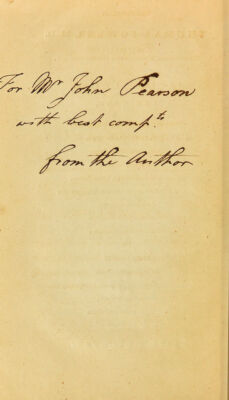 For Mr John Pearson
with best compts.
from the Author